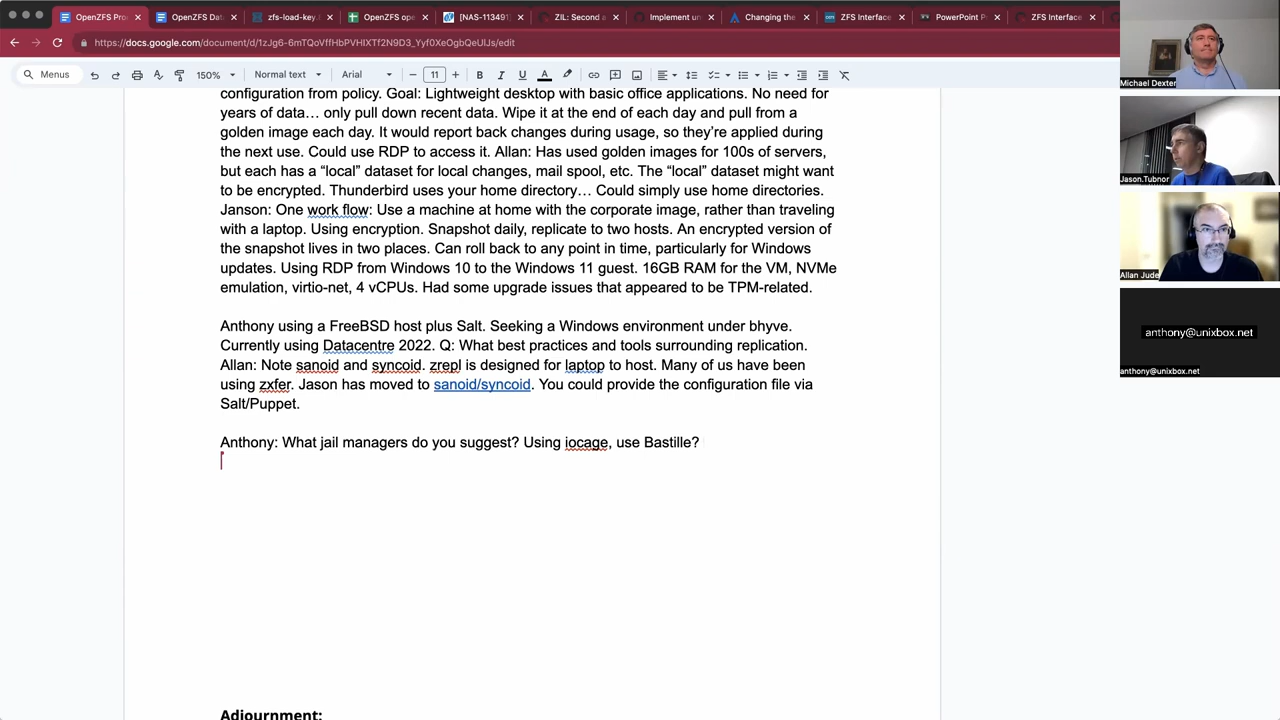 OpenZFS Pro
OpenZFS Dat
zfs-load-key.
OpenZFS ope
[NAS-113491]
ZIL: Second a
Implement un
Changing the
ZFS Interface
PowerPoint P
ZFS Interface
https://docs.google.com/document/d/1zJg6-6mTQoVffHbPVHIXTf2N9D3_Yyf0XeOgbQeUIJs/edit
Menus
150%
Normal text
Arial
11
configuration from policy. Goal: Lightweight desktop with basic office applications. No need for
years of data… only pull down recent data. Wipe it at the end of each day and pull from a
golden image each day. It would report back changes during usage, so they're applied during
the next use. Could use RDP to access it. Allan: Has used golden images for 100s of servers,
but each has a “local” dataset for local changes, mail spool, etc. The “local” dataset might want
to be encrypted. Thunderbird uses your home directory… Could simply use home directories.
Janson: One work flow: Use a machine at home with the corporate image, rather than traveling
with a laptop. Using encryption. Snapshot daily, replicate to two hosts. An encrypted version of
the snapshot lives in two places. Can roll back to any point in time, particularly for Windows
updates. Using RDP from Windows 10 to the Windows 11 guest. 16GB RAM for the VM, NVMe
emulation, virtio-net, 4 vCPUs. Had some upgrade issues that appeared to be TPM-related.
Anthony using a FreeBSD host plus Salt. Seeking a Windows environment under bhyve.
Currently using Datacentre 2022. Q: What best practices and tools surrounding replication.
Allan: Note sanoid and syncoid. zrepl is designed for laptop to host. Many of us have been
using zxfer. Jason has moved to sanoid/syncoid. You could provide the configuration file via
Salt/Puppet.
Anthony: What jail managers do you suggest? Using iocage, use Bastille?
Adjournment:
Michael Dexter
Jason.Tubnor
Allan Jude
anthony@unixbox.net
anthony@unixbox.net